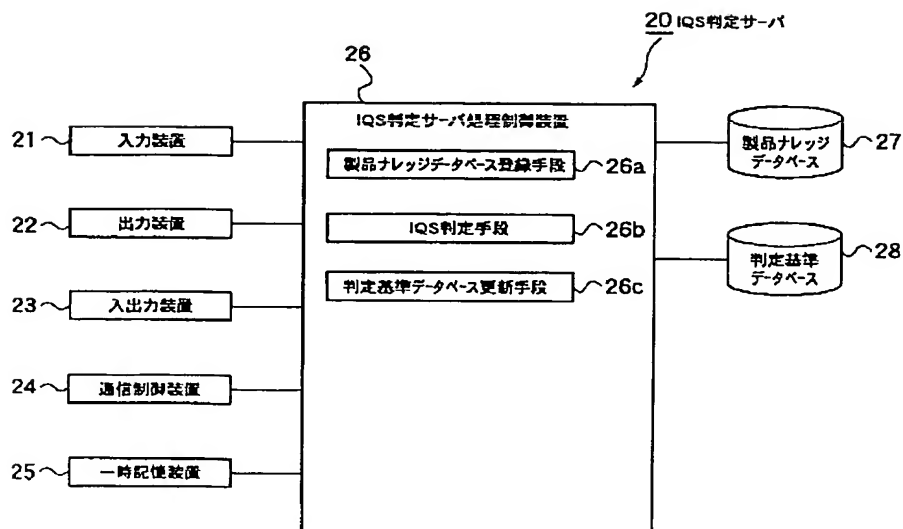 20 IQS判定サーバ
26
IQS判定サーバ処理制御装置
21 入力装置
製品ナレッジデータベース登録手段 26a
製品ナレッジ
データベース
27
22 出力装置
IQS判定手段 26b
判定基準
データベース
28
23 入出力装置
判定基準データベース更新手段 26c
24 通信制御装置
25 一時記憶装置